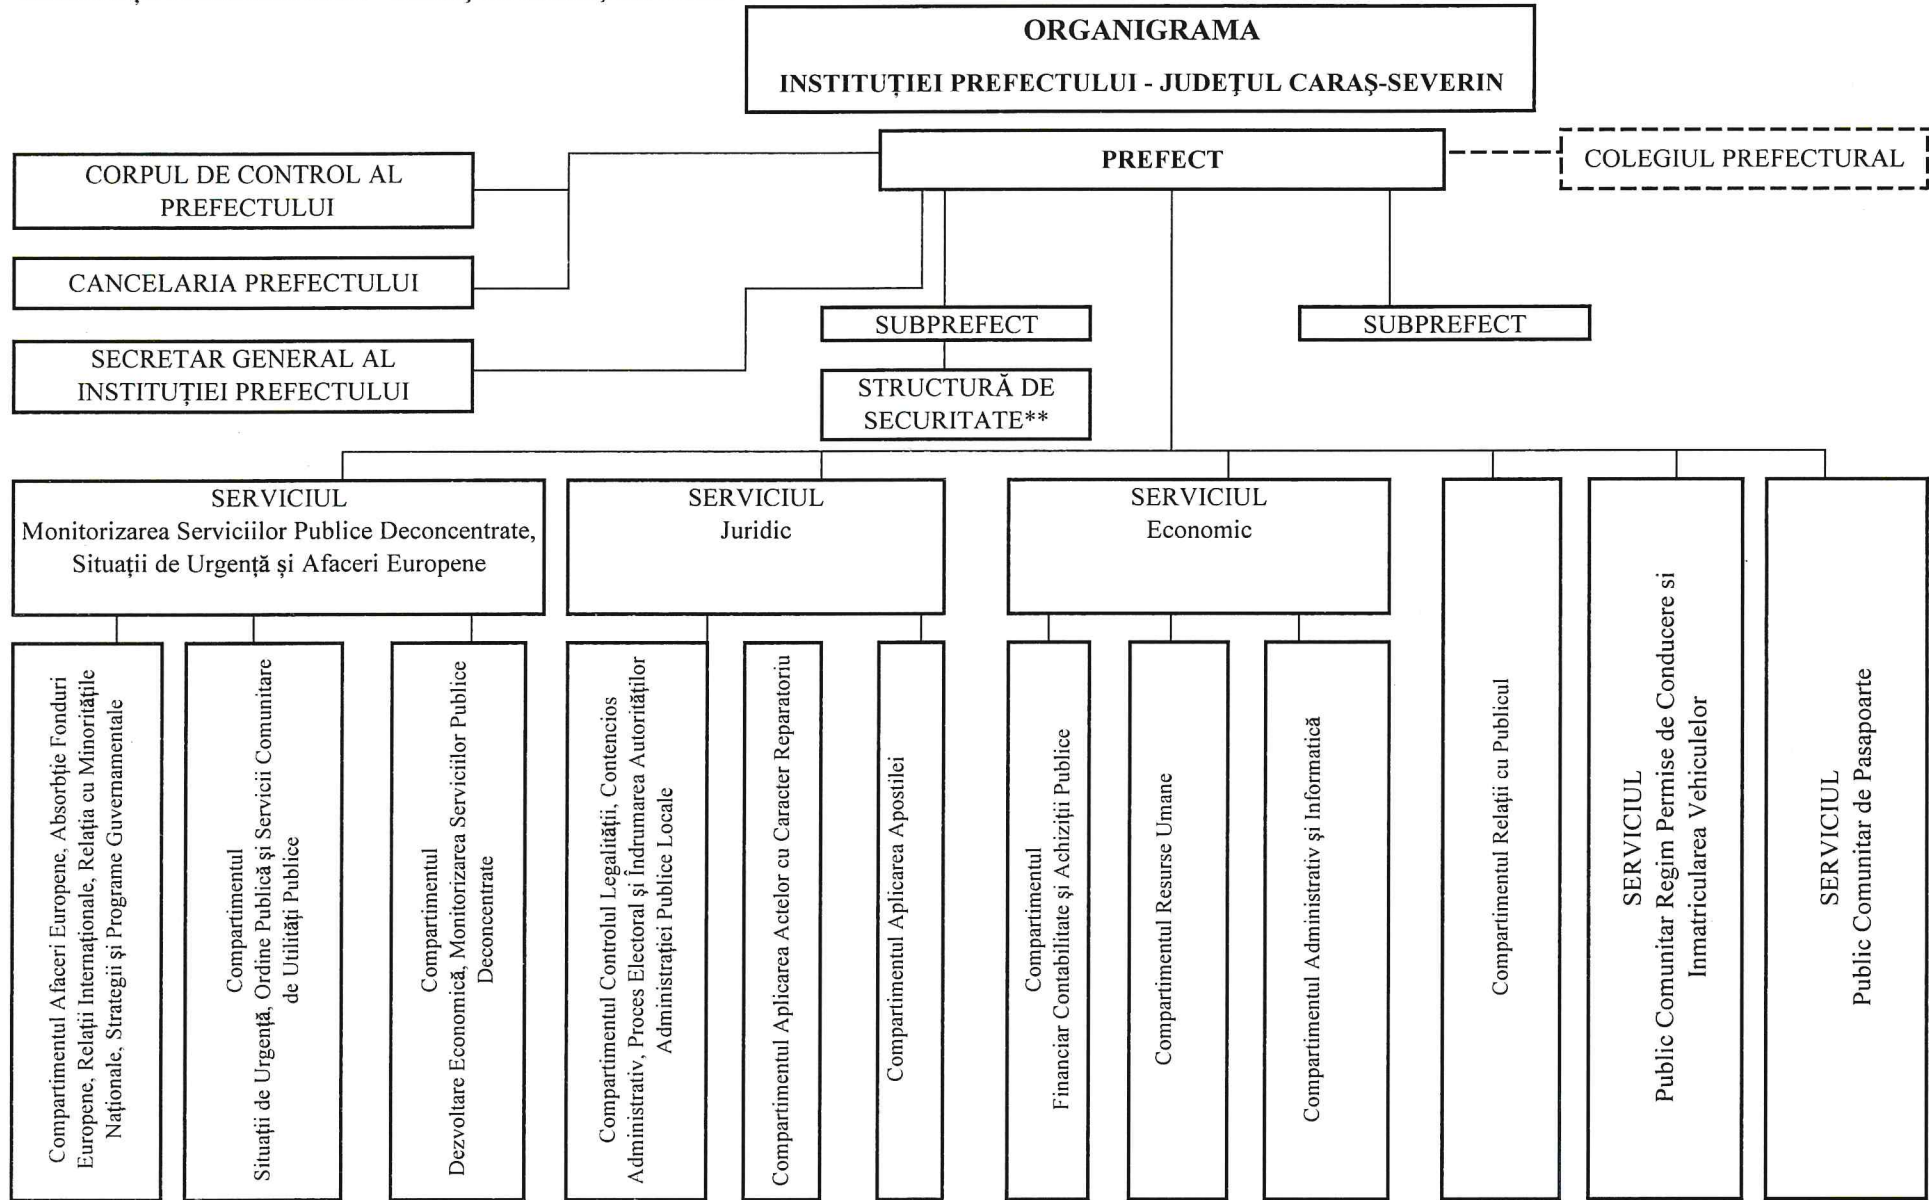 ORGANIGRAMA
INSTITUȚIEI PREFECTULUI - JUDEŢUL CARAŞ-SEVERIN
PREFECT
COLEGIUL PREFECTURAL
CORPUL DE CONTROL AL
PREFECTULUI
CANCELARIA PREFECTULUI
SECRETAR GENERAL AL
INSTITUȚIEI PREFECTULUI
SUBPREFECT
SUBPREFECT
STRUCTURĂ DE
SECURITATE**
SERVICIUL
Monitorizarea Serviciilor Publice Deconcentrate,
Situații de Urgență și Afaceri Europene
SERVICIUL
Juridic
SERVICIUL
Economic
Compartimentul Afaceri Europene, Absorbție Fonduri
Europene, Relații Internaționale, Relația cu Minoritățile
Naționale, Strategii și Programe Guvernamentale
Compartimentul
Situații de Urgență, Ordine Publică și Servicii Comunitare
de Utilități Publice
Compartimentul
Dezvoltare Economică, Monitorizarea Serviciilor Publice
Deconcentrate
Compartimentul Controlul Legalității, Contencios
Administrativ, Proces Electoral și Îndrumarea Autorităților
Administrației Publice Locale
Compartimentul Aplicarea Actelor cu Caracter Reparatoriu
Compartimentul Aplicarea Apostilei
Compartimentul
Financiar Contabilitate și Achiziții Publice
Compartimentul Resurse Umane
Compartimentul Administrativ și Informatică
Compartimentul Relații cu Publicul
SERVICIUL
Public Comunitar Regim Permise de Conducere si
Inmatricularea Vehiculelor
SERVICIUL
Public Comunitar de Pasapoarte